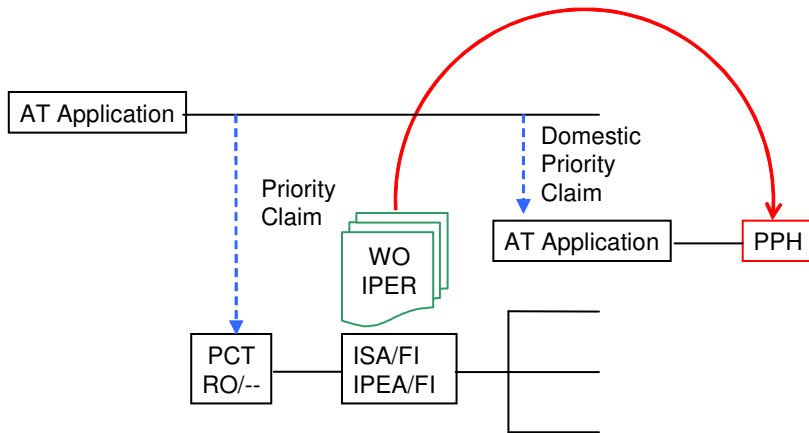 AT Application
Domestic
Priority
Claim
Priority
Claim
WO
IPER
AT Application
PPH
PCT
RO/--
ISA/FI
IPEA/FI